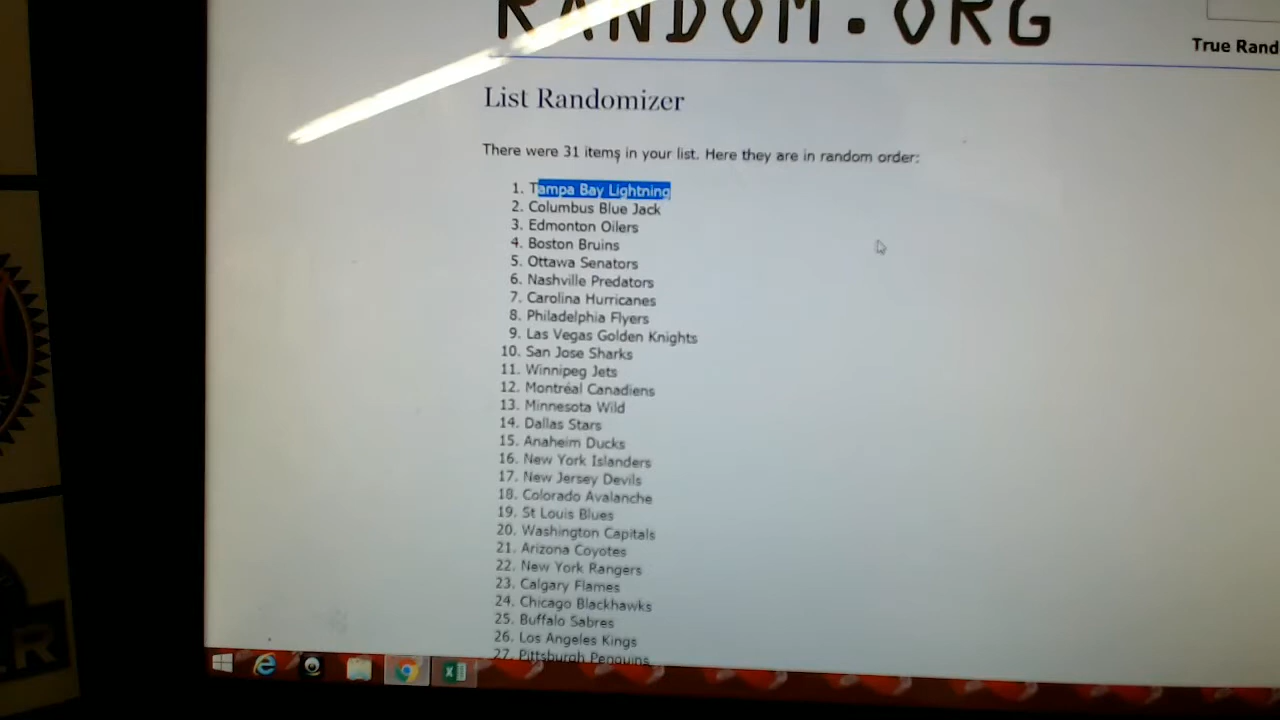 RANDOM.ORG
True Rand
List Randomizer
There were 31 items in your list. Here they are in random order:
1. Tampa Bay Lightning
2. Columbus Blue Jack
3. Edmonton Oilers
4. Boston Bruins
5. Ottawa Senators
6. Nashville Predators
7. Carolina Hurricanes
8. Philadelphia Flyers
9. Las Vegas Golden Knights
10. San Jose Sharks
11. Winnipeg Jets
12. Montréal Canadiens
13. Minnesota Wild
14. Dallas Stars
15. Anaheim Ducks
16. New York Islanders
17. New Jersey Devils
18. Colorado Avalanche
19. St Louis Blues
20. Washington Capitals
21. Arizona Coyotes
22. New York Rangers
23. Calgary Flames
24. Chicago Blackhawks
25. Buffalo Sabres
26. Los Angeles Kings
27. Pittsburgh Penguins